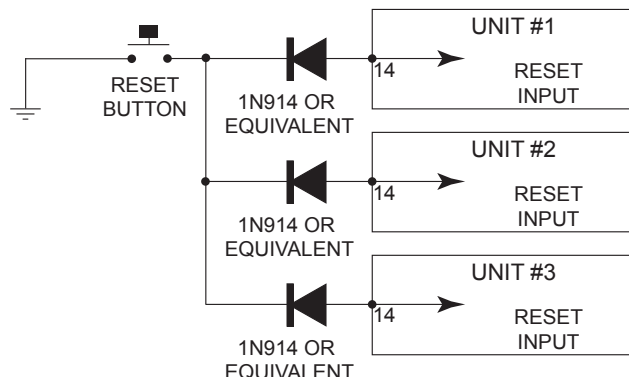 UNIT #1
14
RESET
INPUT
RESET
BUTTON
1N914 OR
EQUIVALENT
UNIT #2
14
RESET
INPUT
1N914 OR
EQUIVALENT
UNIT #3
14
RESET
INPUT
1N914 OR
EQUIVALENT